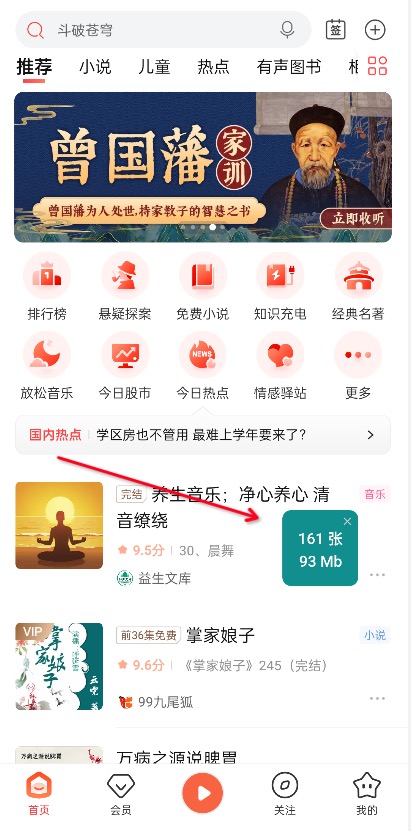 斗破苍穹
签
推荐 小说 儿童 热点 有声图书
曾国藩
家训
曾国藩为人处世,持家教子的智慧之书
立即收听
排行榜 悬疑探案 免费小说 知识充电 经典名著
NEWS
放松音乐 今日股市 今日热点 情感驿站 更多
国内热点 学区房也不管用 最难上学年要来了?
完结 养生音乐;净心养心 清
音乐
音缭绕
9.5分 30、晨舞
益生文库
161 张
93 Mb
VIP
掌家娘子
前36集免费 掌家娘子
小说
9.6分 《掌家娘子》245(完结)
99九尾狐
万病之源说脾胃
首页 会员 关注 我的